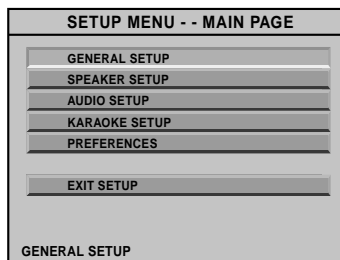 SETUP MENU - - MAIN PAGE
GENERAL SETUP
SPEAKER SETUP
AUDIO SETUP
KARAOKE SETUP
PREFERENCES
EXIT SETUP
GENERAL SETUP